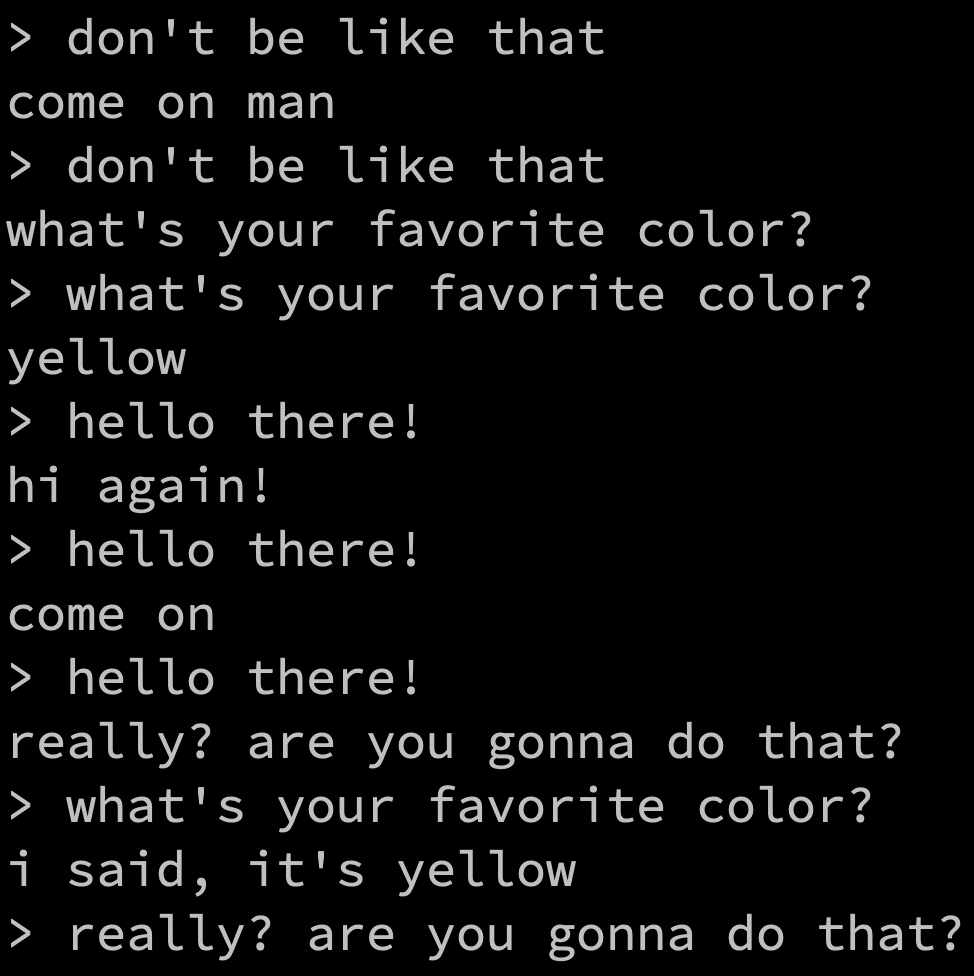 > don't be like that
come on man
> don't be like that
what's your favorite color?
> what's your favorite color?
yellow
> hello there!
hi again!
> hello there!
come on
> hello there!
really? are you gonna do that?
> what's your favorite color?
i said, it's yellow
> really? are you gonna do that?